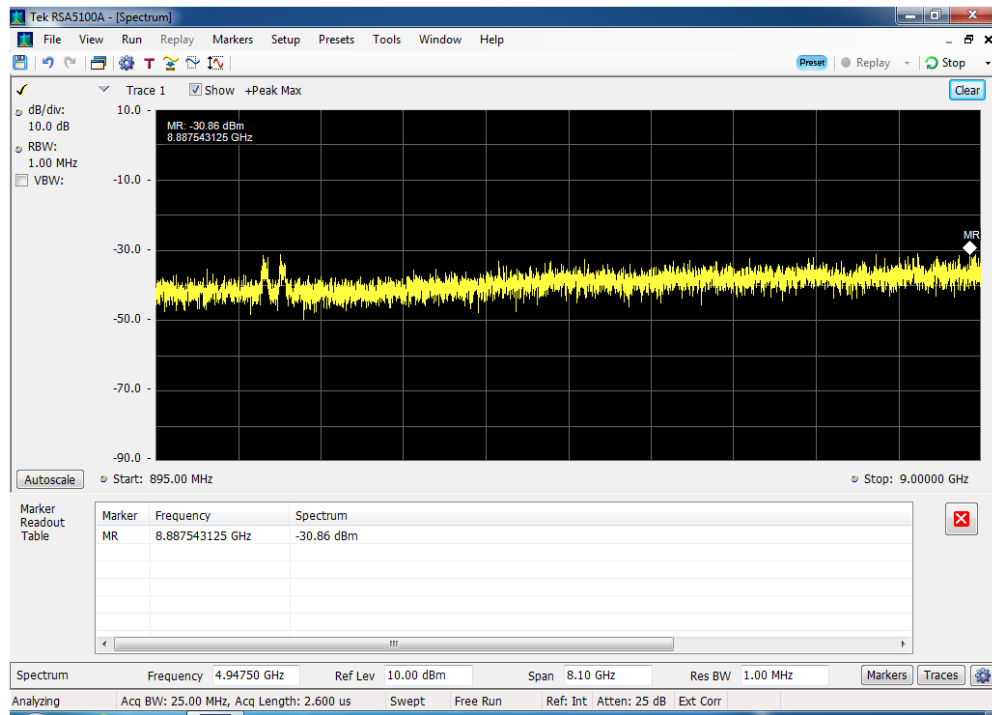 Tek RSA5100A - [Spectrum]
File View Run Replay Markers Setup Presets Tools Window Help
T Preset Replay Stop
Trace 1 Show +Peak Max Clear
dB/div:
10.0 dB
RBW:
1.00 MHz
VBW:
10.0
-10.0
-30.0
-50.0
-70.0
-90.0
MR: -30.86 dBm
8.887543125 GHz
MR
Autoscale Start: 895.00 MHz Stop: 9.00000 GHz
Marker
Readout
Table
Marker Frequency Spectrum
MR 8.887543125 GHz -30.86 dBm
Spectrum Frequency 4.94750 GHz Ref Lev 10.00 dBm Span 8.10 GHz Res BW 1.00 MHz Markers Traces
Analyzing Acq BW: 25.00 MHz, Acq Length: 2.600 us Swept Free Run Ref: Int Atten: 25 dB Ext Corr